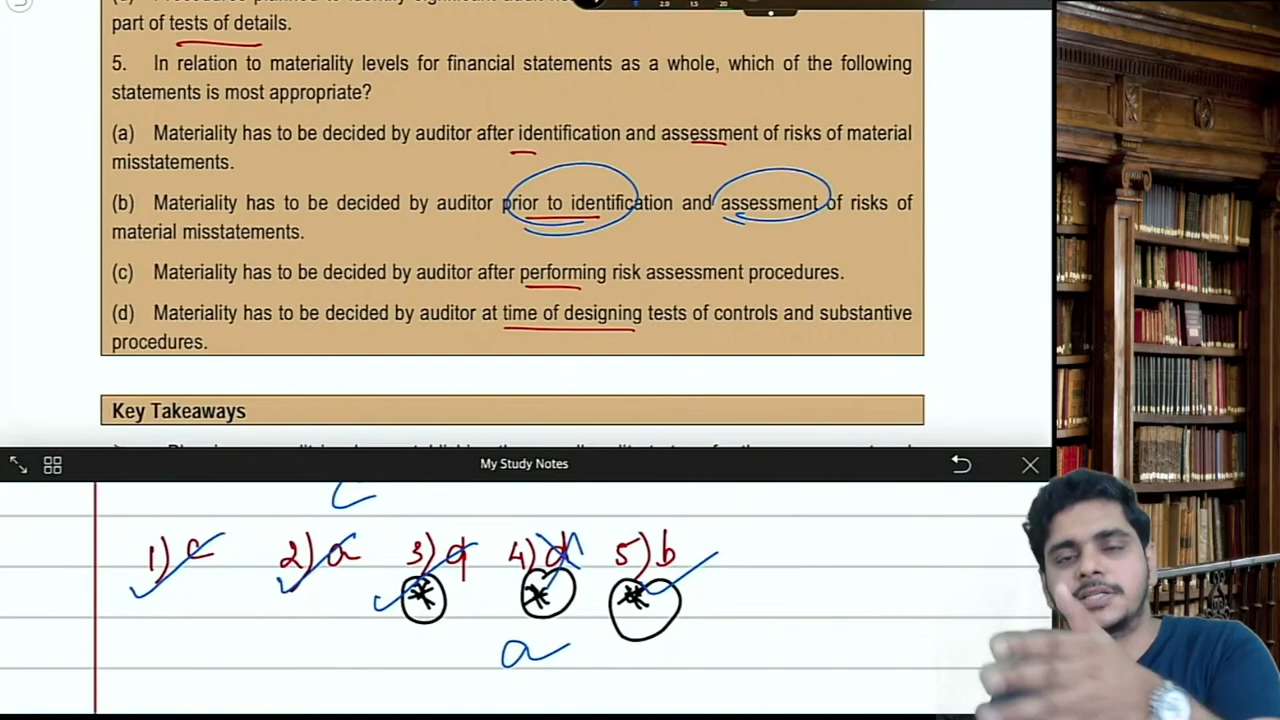 part of tests of details.
5. In relation to materiality levels for financial statements as a whole, which of the following
statements is most appropriate?
(a) Materiality has to be decided by auditor after identification and assessment of risks of material
misstatements.
(b) Materiality has to be decided by auditor prior to identification and assessment of risks of
material misstatements.
(c) Materiality has to be decided by auditor after performing risk assessment procedures.
(d) Materiality has to be decided by auditor at time of designing tests of controls and substantive
procedures.
Key Takeaways
My Study Notes
1) c 2) a 3) d 4) d 5) b
a